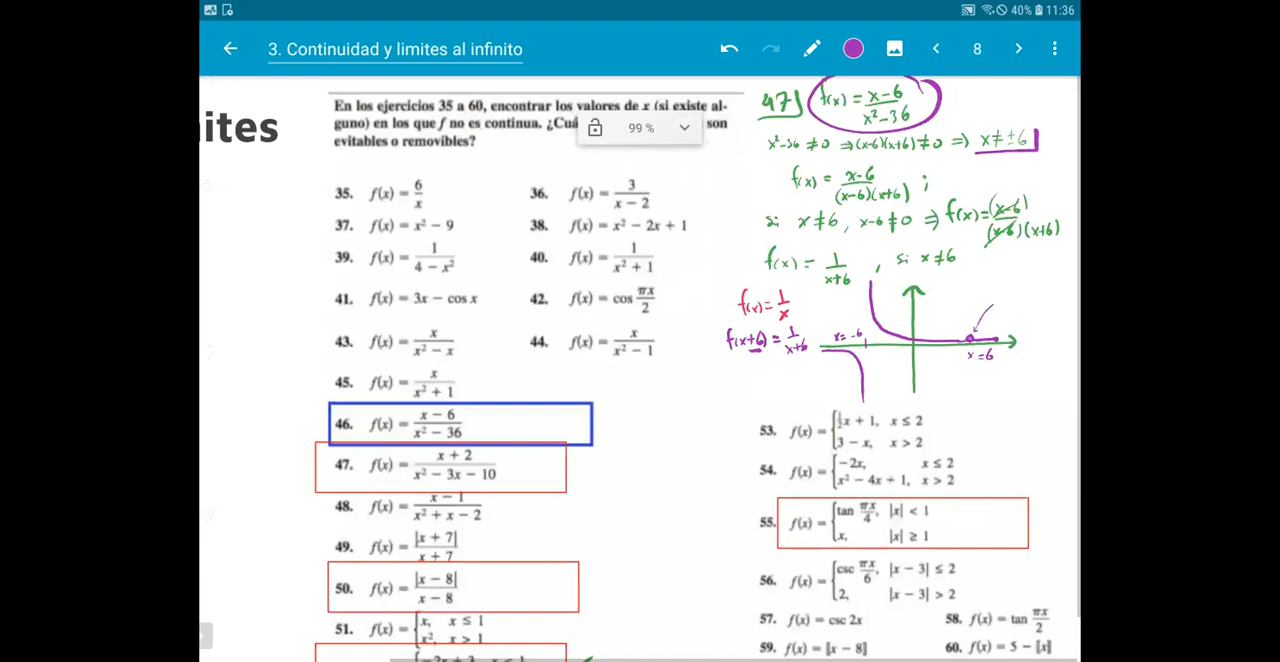 40% 11:36
3. Continuidad y limites al infinito
8
ites
En los ejercicios 35 a 60, encontrar los valores de x (si existe al-
guno) en los que f no es continua. ¿Cuá son
evitables o removibles?
99 %
35. f(x) = 6/x
36. f(x) = 3/(x − 2)
37. f(x) = x² − 9
38. f(x) = x² − 2x + 1
39. f(x) = 1/(4 − x²)
40. f(x) = 1/(x² + 1)
41. f(x) = 3x − cos x
42. f(x) = cos πx/2
43. f(x) = x/(x² − x)
44. f(x) = x/(x² − 1)
45. f(x) = x/(x² + 1)
46. f(x) = (x − 6)/(x² − 36)
47. f(x) = (x + 2)/(x² − 3x − 10)
48. f(x) = (x − 1)/(x² + x − 2)
49. f(x) = |x + 7|/(x + 7)
50. f(x) = |x − 8|/(x − 8)
51. f(x) = { x, x ≤ 1
x², x > 1
47) f(x) = (x−6)/(x²−36)
x²−36 ≠ 0 ⇒ (x−6)(x+6) ≠ 0 ⇒ x ≠ ±6
f(x) = (x−6)/((x−6)(x+6)) ;
si x ≠ 6, x−6 ≠ 0 ⇒ f(x) = (x−6)/((x−6)(x+6))
f(x) = 1/(x+6) , si x ≠ 6
f(x) = 1/x
f(x+6) = 1/(x+6)
x = −6
x = 6
53. f(x) = { ½x + 1, x ≤ 2
3 − x, x > 2
54. f(x) = { −2x, x ≤ 2
x² − 4x + 1, x > 2
55. f(x) = { tan πx/4, |x| < 1
x, |x| ≥ 1
56. f(x) = { csc πx/6, |x − 3| ≤ 2
2, |x − 3| > 2
57. f(x) = csc 2x
58. f(x) = tan πx/2
59. f(x) = ⟦x − 8⟧
60. f(x) = 5 − ⟦x⟧